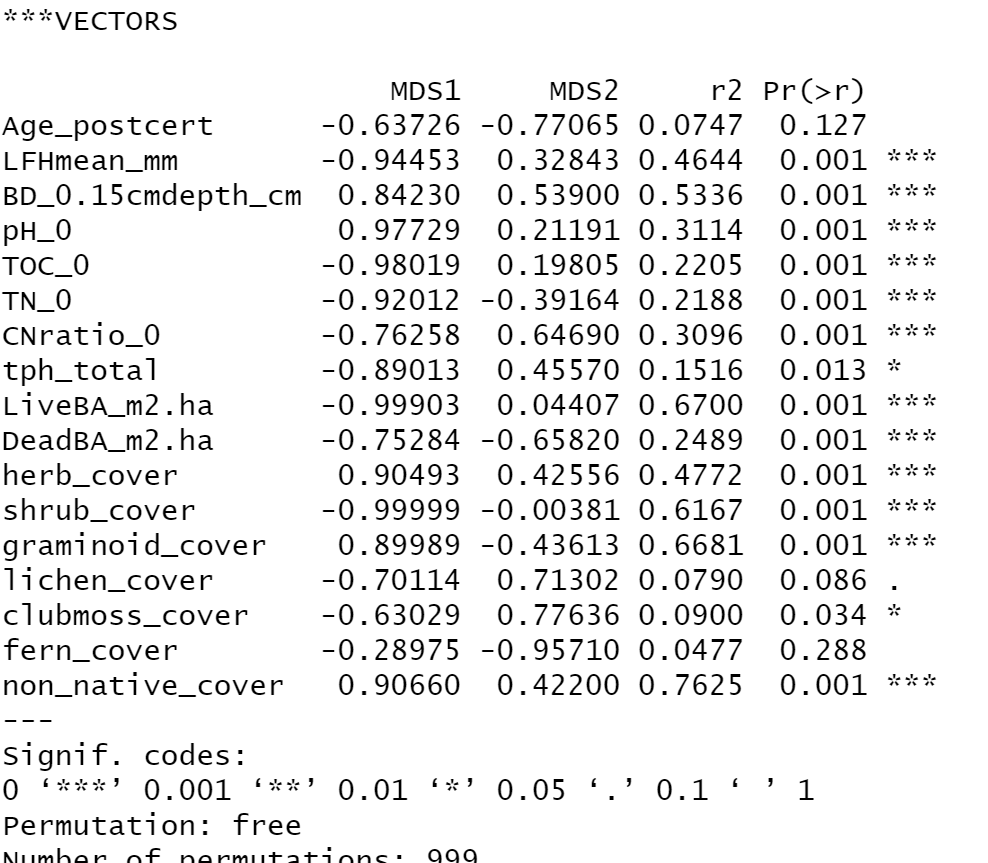 ***VECTORS
MDS1 MDS2 r2 Pr(>r)
Age_postcert -0.63726 -0.77065 0.0747 0.127
LFHmean_mm -0.94453 0.32843 0.4644 0.001 ***
BD_0.15cmdepth_cm 0.84230 0.53900 0.5336 0.001 ***
pH_0 0.97729 0.21191 0.3114 0.001 ***
TOC_0 -0.98019 0.19805 0.2205 0.001 ***
TN_0 -0.92012 -0.39164 0.2188 0.001 ***
CNratio_0 -0.76258 0.64690 0.3096 0.001 ***
tph_total -0.89013 0.45570 0.1516 0.013 *
LiveBA_m2.ha -0.99903 0.04407 0.6700 0.001 ***
DeadBA_m2.ha -0.75284 -0.65820 0.2489 0.001 ***
herb_cover 0.90493 0.42556 0.4772 0.001 ***
shrub_cover -0.99999 -0.00381 0.6167 0.001 ***
graminoid_cover 0.89989 -0.43613 0.6681 0.001 ***
lichen_cover -0.70114 0.71302 0.0790 0.086 .
clubmoss_cover -0.63029 0.77636 0.0900 0.034 *
fern_cover -0.28975 -0.95710 0.0477 0.288
non_native_cover 0.90660 0.42200 0.7625 0.001 ***
---
Signif. codes:
0 ‘***’ 0.001 ‘**’ 0.01 ‘*’ 0.05 ‘.’ 0.1 ‘ ’ 1
Permutation: free
Number of permutations: 999